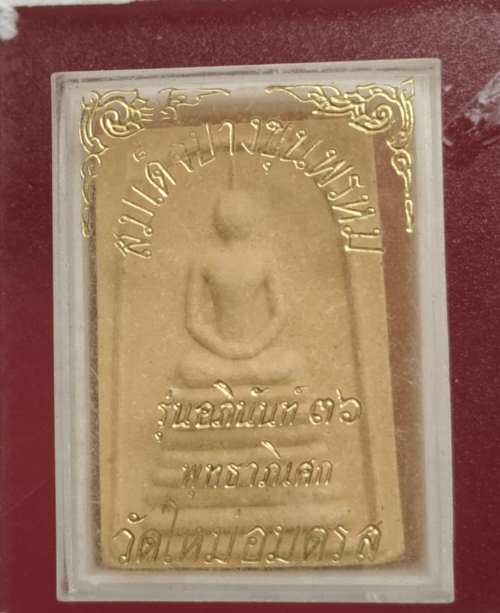 สมเด็จบางขุนพรหม
รุ่นอภินันท์ ๓๖
พุทธาภิเศก
วัดใหม่อมตรส